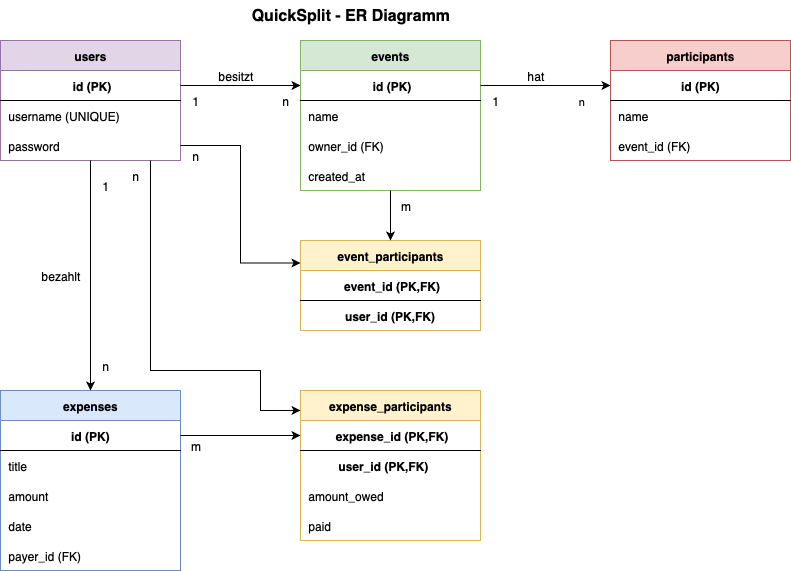 QuickSplit - ER Diagramm
users
id (PK)
username (UNIQUE)
password
besitzt
1
n
events
id (PK)
name
owner_id (FK)
created_at
hat
1
n
participants
id (PK)
name
event_id (FK)
n
n
1
m
event_participants
event_id (PK,FK)
user_id (PK,FK)
bezahlt
n
expenses
id (PK)
title
amount
date
payer_id (FK)
m
expense_participants
expense_id (PK,FK)
user_id (PK,FK)
amount_owed
paid